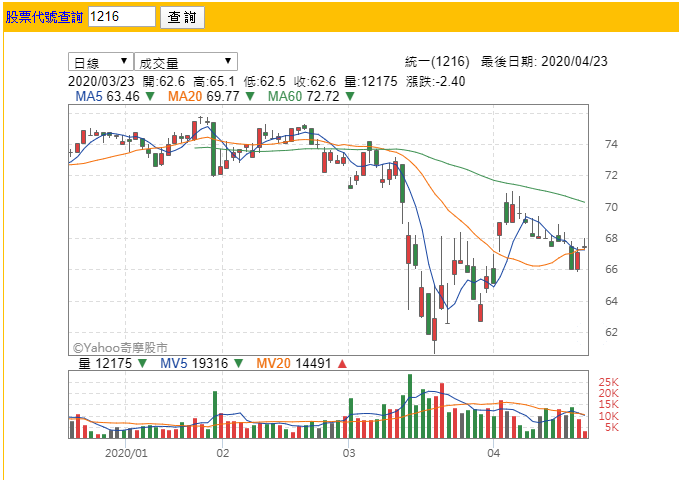 股票代號查詢 1216 查 詢
日線 成交量 統一(1216) 最後日期: 2020/04/23
2020/03/23 開:62.6 高:65.1 低:62.5 收:62.6 量:12175 漲跌:-2.40
MA5 63.46 ▼ MA20 69.77 ▼ MA60 72.72 ▼
74
72
70
68
66
64
62
©Yahoo奇摩股市
量 12175 ▼ MV5 19316 ▼ MV20 14491 ▲
25K
20K
15K
10K
5K
2020/01 02 03 04